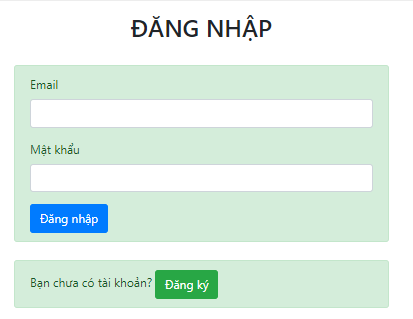 ĐĂNG NHẬP
Email
Mật khẩu
Đăng nhập
Bạn chưa có tài khoản? Đăng ký